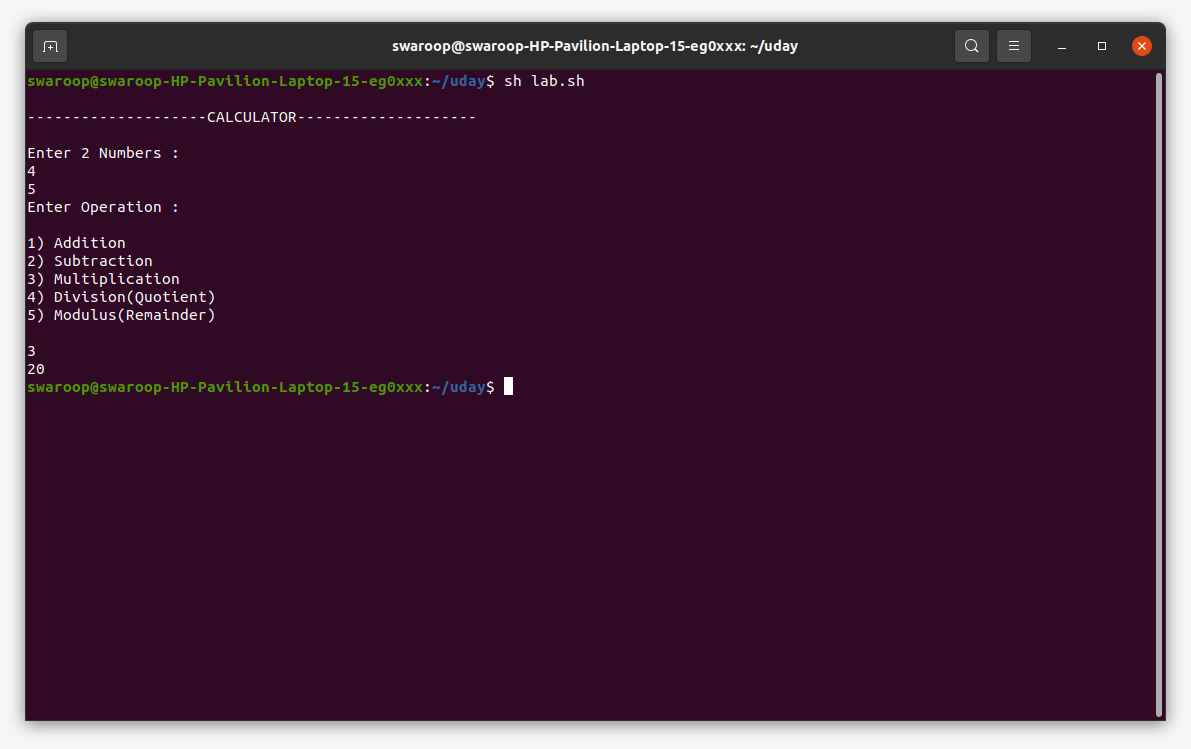 swaroop@swaroop-HP-Pavilion-Laptop-15-eg0xxx: ~/uday
swaroop@swaroop-HP-Pavilion-Laptop-15-eg0xxx:~/uday$ sh lab.sh
--------------------CALCULATOR--------------------
Enter 2 Numbers :
4
5
Enter Operation :
1) Addition
2) Subtraction
3) Multiplication
4) Division(Quotient)
5) Modulus(Remainder)
3
20
swaroop@swaroop-HP-Pavilion-Laptop-15-eg0xxx:~/uday$